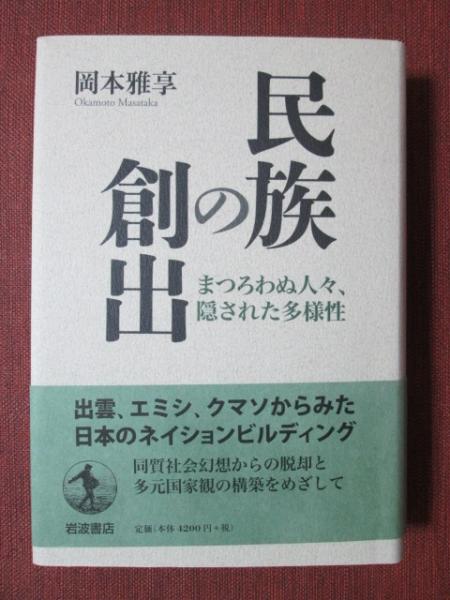 岡本雅享
Okamoto Masataka
民族の
創出
まつろわぬ人々、
隠された多様性
出雲、エミシ、クマソからみた
日本のネイションビルディング
同質社会幻想からの脱却と
多元国家観の構築をめざして
岩波書店
定価(本体 4200円+税)